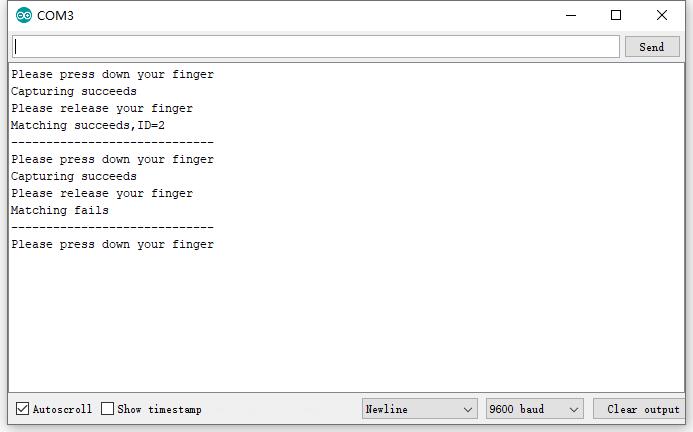 COM3
Send
Please press down your finger
Capturing succeeds
Please release your finger
Matching succeeds,ID=2
-----------------------------
Please press down your finger
Capturing succeeds
Please release your finger
Matching fails
-----------------------------
Please press down your finger
Autoscroll Show timestamp Newline 9600 baud Clear output